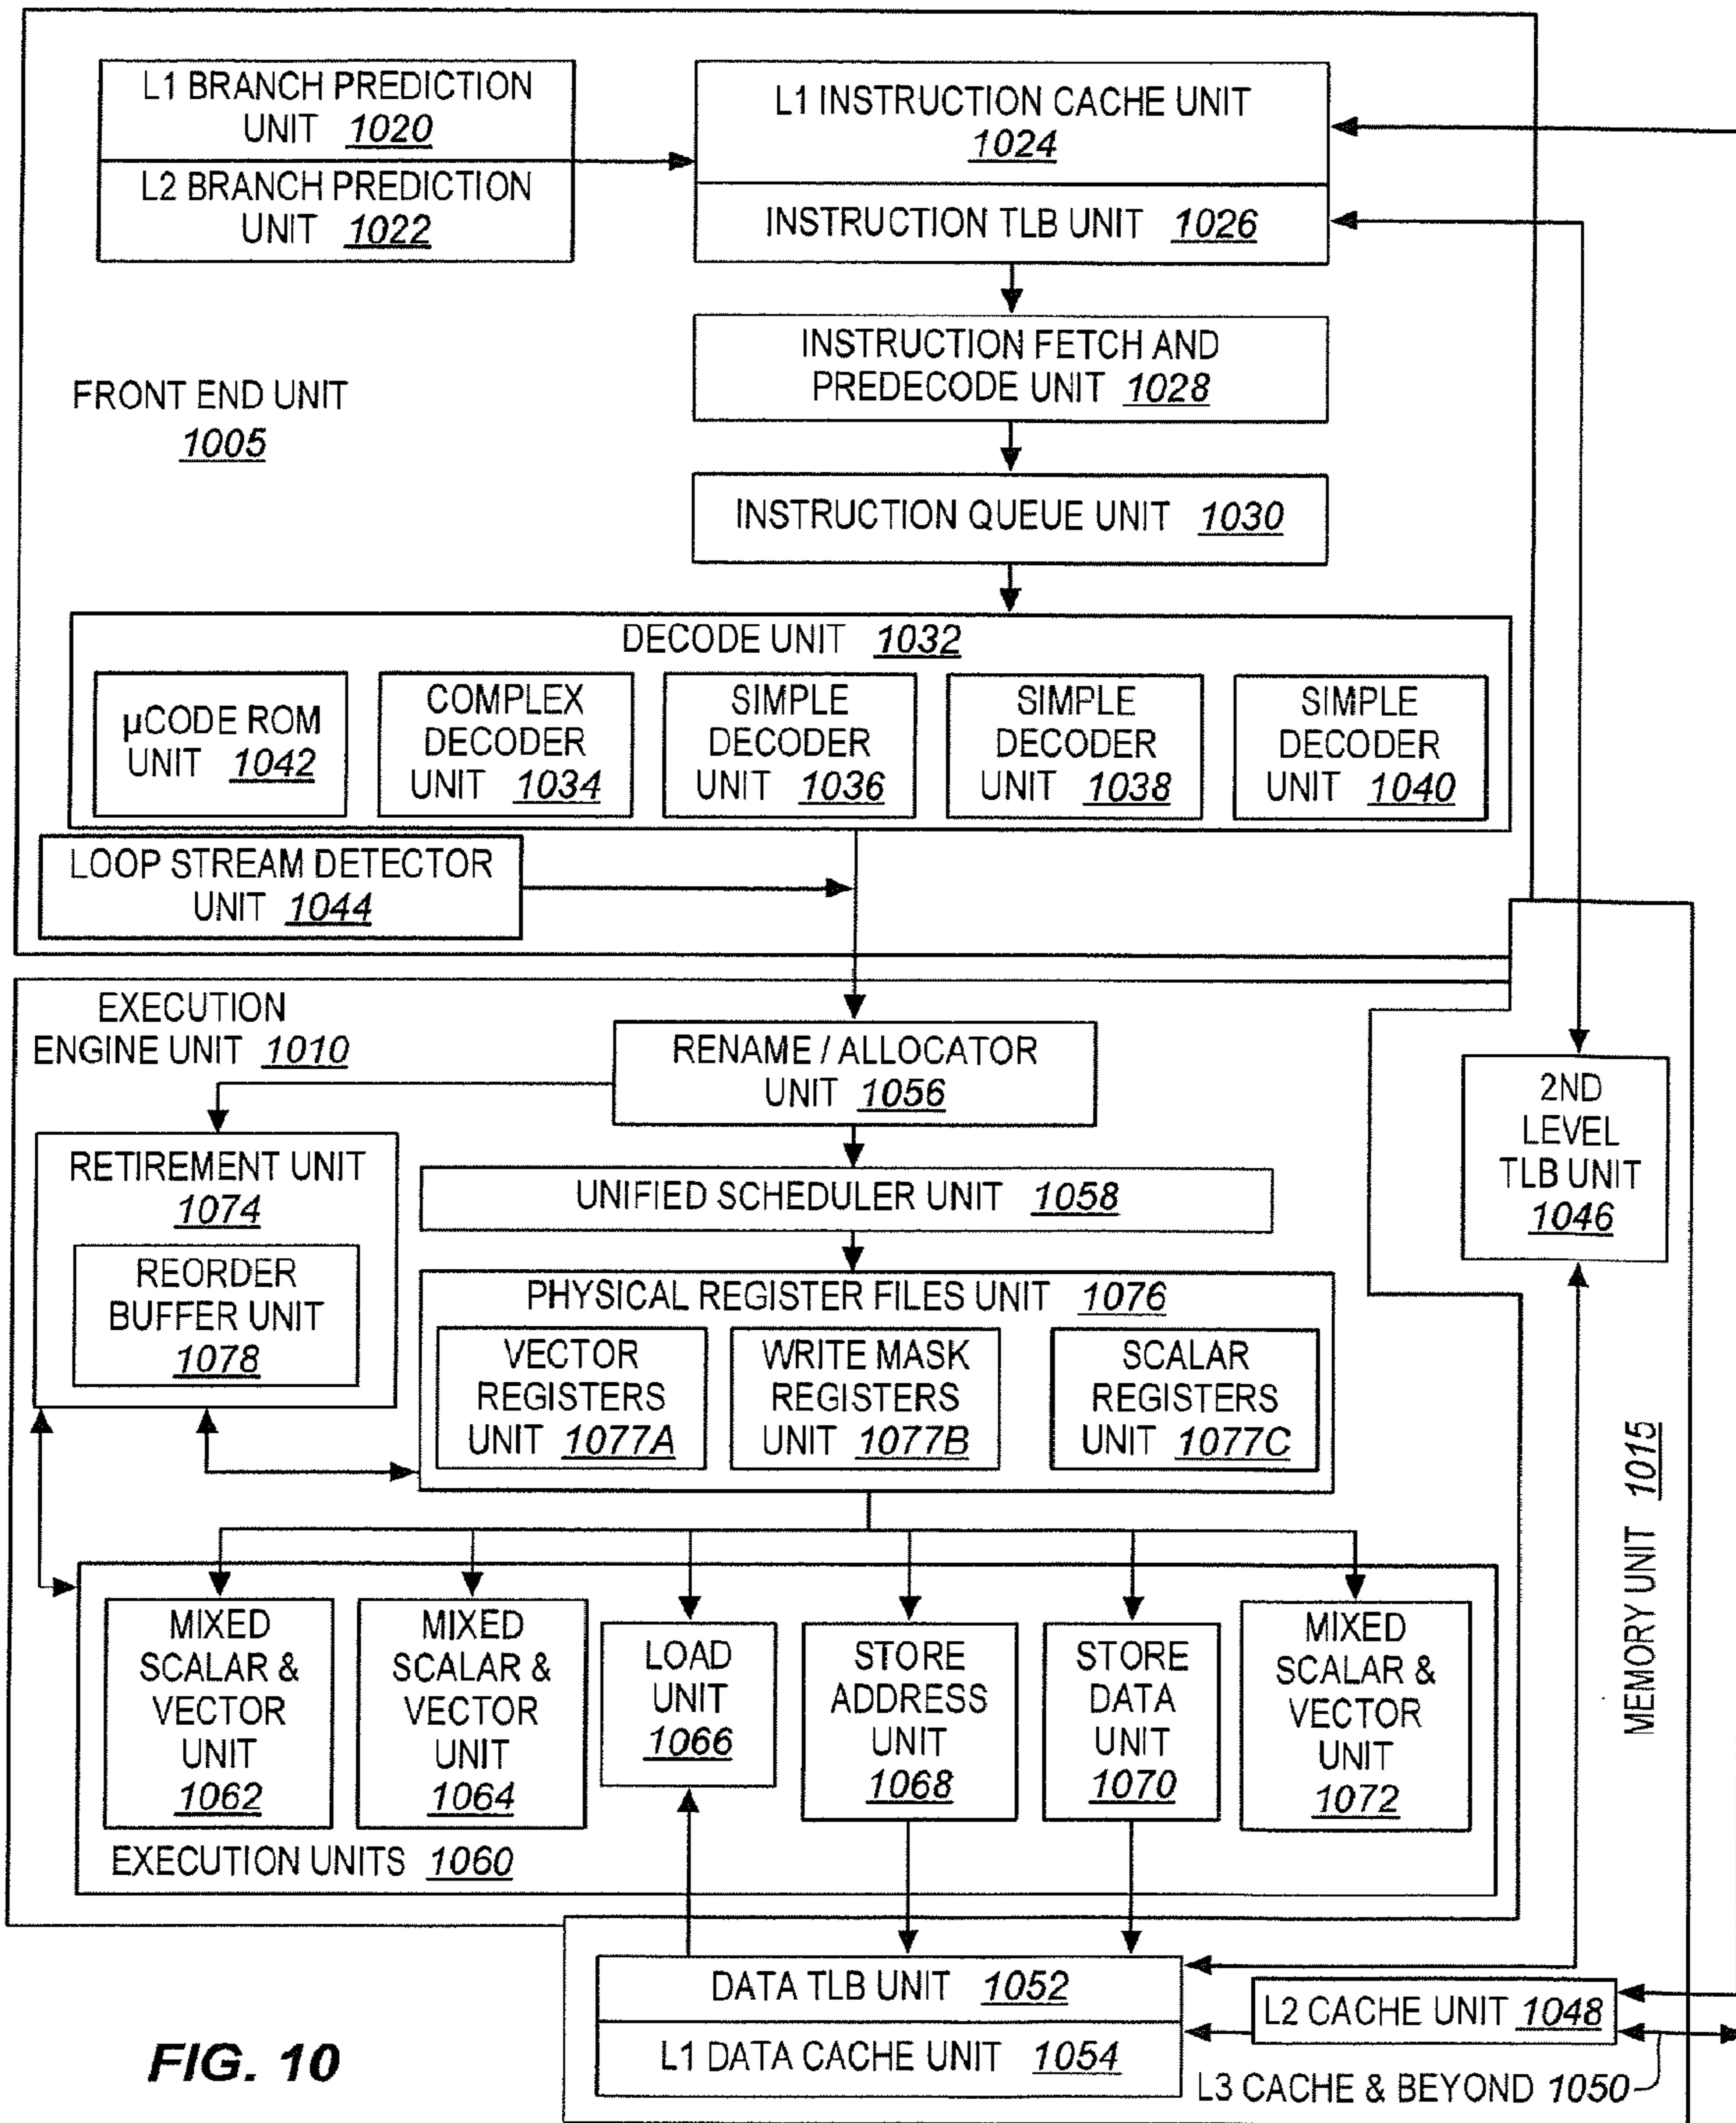 L1 BRANCH PREDICTION
UNIT 1020
L2 BRANCH PREDICTION
UNIT 1022
L1 INSTRUCTION CACHE UNIT
1024
INSTRUCTION TLB UNIT 1026
INSTRUCTION FETCH AND
PREDECODE UNIT 1028
FRONT END UNIT
1005
INSTRUCTION QUEUE UNIT 1030
DECODE UNIT 1032
µCODE ROM
UNIT 1042
COMPLEX
DECODER
UNIT 1034
SIMPLE
DECODER
UNIT 1036
SIMPLE
DECODER
UNIT 1038
SIMPLE
DECODER
UNIT 1040
LOOP STREAM DETECTOR
UNIT 1044
EXECUTION
ENGINE UNIT 1010
RENAME / ALLOCATOR
UNIT 1056
2ND
LEVEL
TLB UNIT
1046
RETIREMENT UNIT
1074
REORDER
BUFFER UNIT
1078
UNIFIED SCHEDULER UNIT 1058
PHYSICAL REGISTER FILES UNIT 1076
VECTOR
REGISTERS
UNIT 1077A
WRITE MASK
REGISTERS
UNIT 1077B
SCALAR
REGISTERS
UNIT 1077C
MEMORY UNIT 1015
MIXED
SCALAR &
VECTOR
UNIT
1062
MIXED
SCALAR &
VECTOR
UNIT
1064
LOAD
UNIT
1066
STORE
ADDRESS
UNIT
1068
STORE
DATA
UNIT
1070
MIXED
SCALAR &
VECTOR
UNIT
1072
EXECUTION UNITS 1060
DATA TLB UNIT 1052
L1 DATA CACHE UNIT 1054
L2 CACHE UNIT 1048
L3 CACHE & BEYOND 1050
FIG. 10